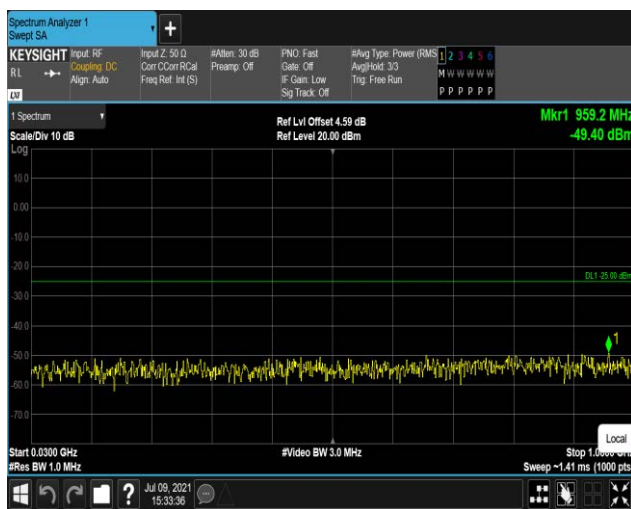 Spectrum Analyzer 1
Swept SA
+
KEYSIGHT Input: RF Input Z: 50 Ω #Atten: 30 dB PNO: Fast #Avg Type: Power (RMS 1 2 3 4 5 6
RL Coupling: DC Corr CCorr RCal Preamp: Off Gate: Off Avg|Hold: 3/3 M W W W W W
Align: Auto Freq Ref: Int (S) IF Gain: Low Trig: Free Run
LXI Sig Track: Off P P P P P P
1 Spectrum Ref Lvl Offset 4.59 dB Mkr1 959.2 MHz
Scale/Div 10 dB Ref Level 20.00 dBm -49.40 dBm
Log
10.0
0.00
-10.0
-20.0
DL1 -25.00 dBm
-30.0
-40.0
1
-50.0
-60.0
-70.0
Local
Start 0.0300 GHz #Video BW 3.0 MHz Stop
#Res BW 1.0 MHz Sweep ~1.41 ms (1000 pts
? Jul 09, 2021
15:33:36